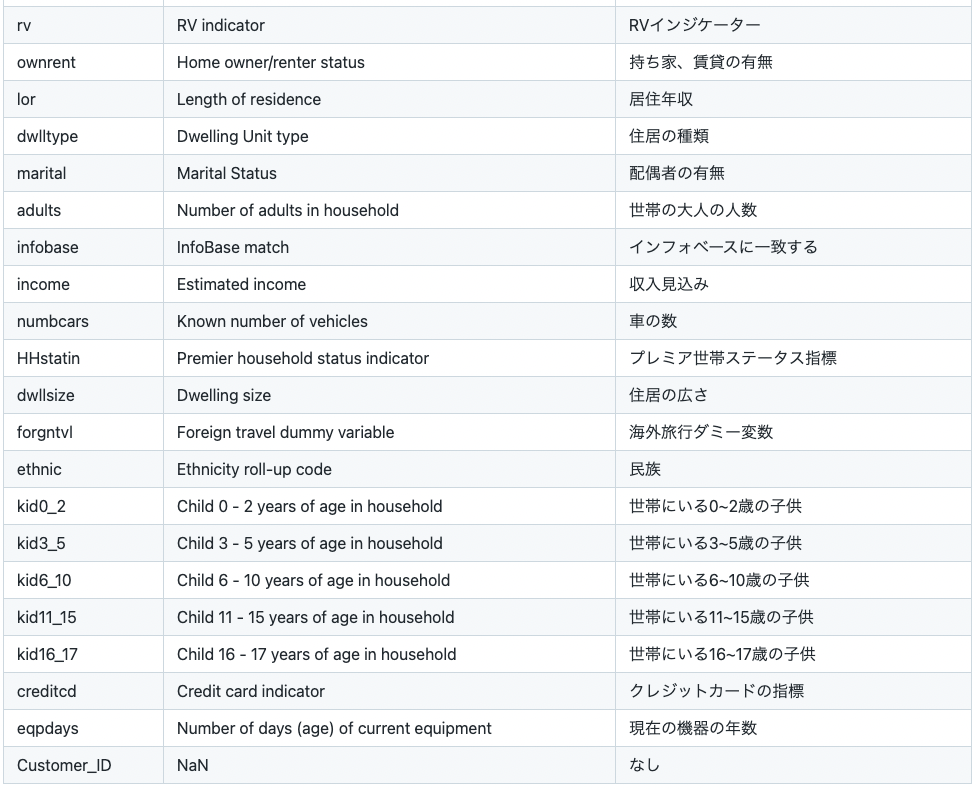 rv RV indicator RVインジケーター
ownrent Home owner/renter status 持ち家、賃貸の有無
lor Length of residence 居住年収
dwlltype Dwelling Unit type 住居の種類
marital Marital Status 配偶者の有無
adults Number of adults in household 世帯の大人の人数
infobase InfoBase match インフォベースに一致する
income Estimated income 収入見込み
numbcars Known number of vehicles 車の数
HHstatin Premier household status indicator プレミア世帯ステータス指標
dwllsize Dwelling size 住居の広さ
forgntvl Foreign travel dummy variable 海外旅行ダミー変数
ethnic Ethnicity roll-up code 民族
kid0_2 Child 0 - 2 years of age in household 世帯にいる0~2歳の子供
kid3_5 Child 3 - 5 years of age in household 世帯にいる3~5歳の子供
kid6_10 Child 6 - 10 years of age in household 世帯にいる6~10歳の子供
kid11_15 Child 11 - 15 years of age in household 世帯にいる11~15歳の子供
kid16_17 Child 16 - 17 years of age in household 世帯にいる16~17歳の子供
creditcd Credit card indicator クレジットカードの指標
eqpdays Number of days (age) of current equipment 現在の機器の年数
Customer_ID NaN なし